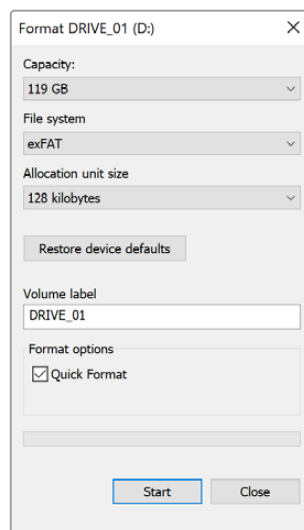 Format DRIVE_01 (D:)
Capacity:
119 GB
File system
exFAT
Allocation unit size
128 kilobytes
Restore device defaults
Volume label
DRIVE_01
Format options
Quick Format
Start Close